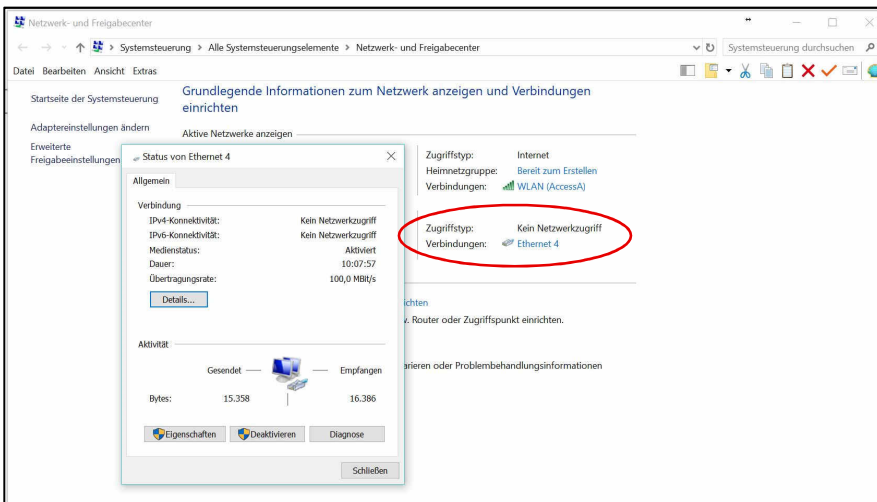 Netzwerk- und Freigabecenter
Systemsteuerung > Alle Systemsteuerungselemente > Netzwerk- und Freigabecenter
Systemsteuerung durchsuchen
Datei Bearbeiten Ansicht Extras
Startseite der Systemsteuerung
Adaptereinstellungen ändern
Erweiterte
Freigabeeinstellungen
Grundlegende Informationen zum Netzwerk anzeigen und Verbindungen
einrichten
Aktive Netzwerke anzeigen
Zugriffstyp: Internet
Heimnetzgruppe: Bereit zum Erstellen
Verbindungen: WLAN (AccessA)
Zugriffstyp: Kein Netzwerkzugriff
Verbindungen: Ethernet 4
Router oder Zugriffspunkt einrichten.
oder Problembehandlungsinformationen
Status von Ethernet 4
Allgemein
Verbindung
IPv4-Konnektivität: Kein Netzwerkzugriff
IPv6-Konnektivität: Kein Netzwerkzugriff
Medienstatus: Aktiviert
Dauer: 10:07:57
Übertragungsrate: 100,0 MBit/s
Details...
Aktivität
Gesendet — Empfangen
Bytes: 15.358 16.386
Eigenschaften Deaktivieren Diagnose
Schließen